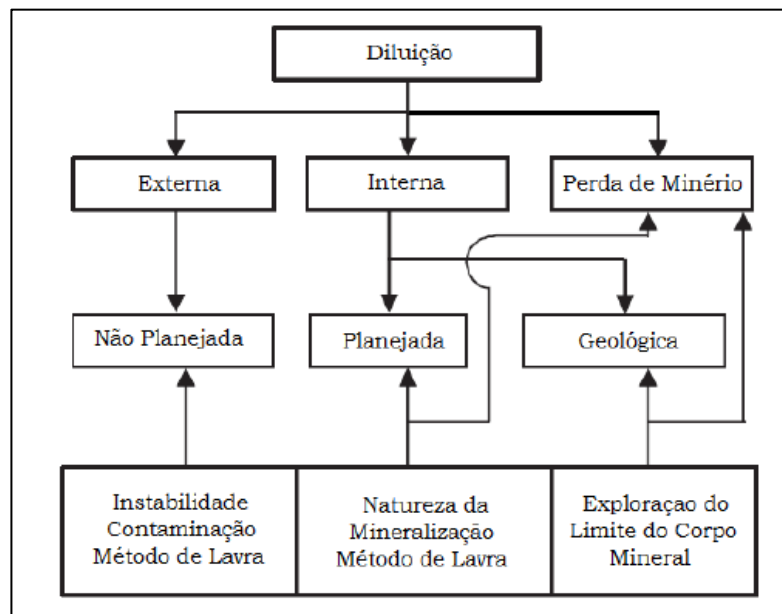 Diluição
Externa
Interna
Perda de Minério
Não Planejada
Planejada
Geológica
Instabilidade
Contaminação
Método de Lavra
Natureza da
Mineralização
Método de Lavra
Exploraçao do
Limite do Corpo
Mineral